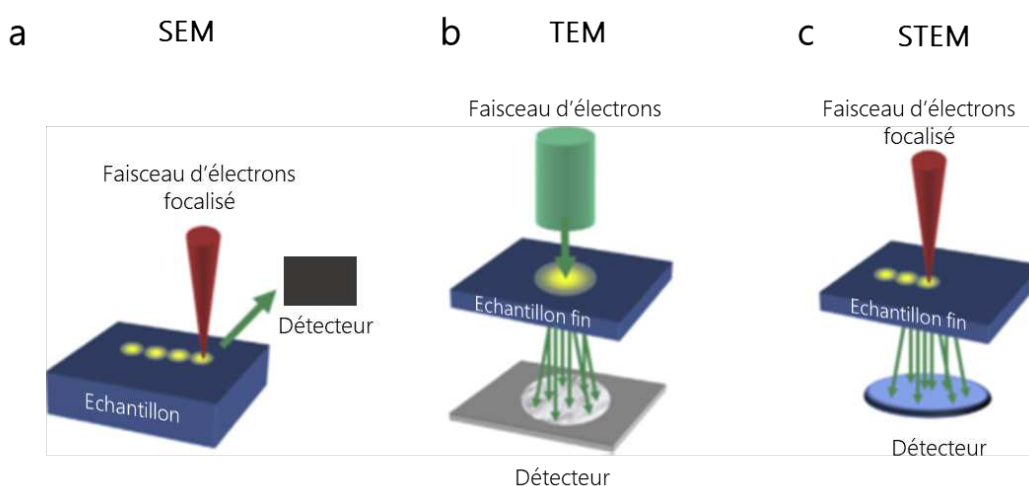 a
SEM
Faisceau d'électrons
focalisé
Détecteur
Echantillon
b
TEM
Faisceau d'électrons
Echantillon fin
Détecteur
c
STEM
Faisceau d'électrons
focalisé
Echantillon fin
Détecteur